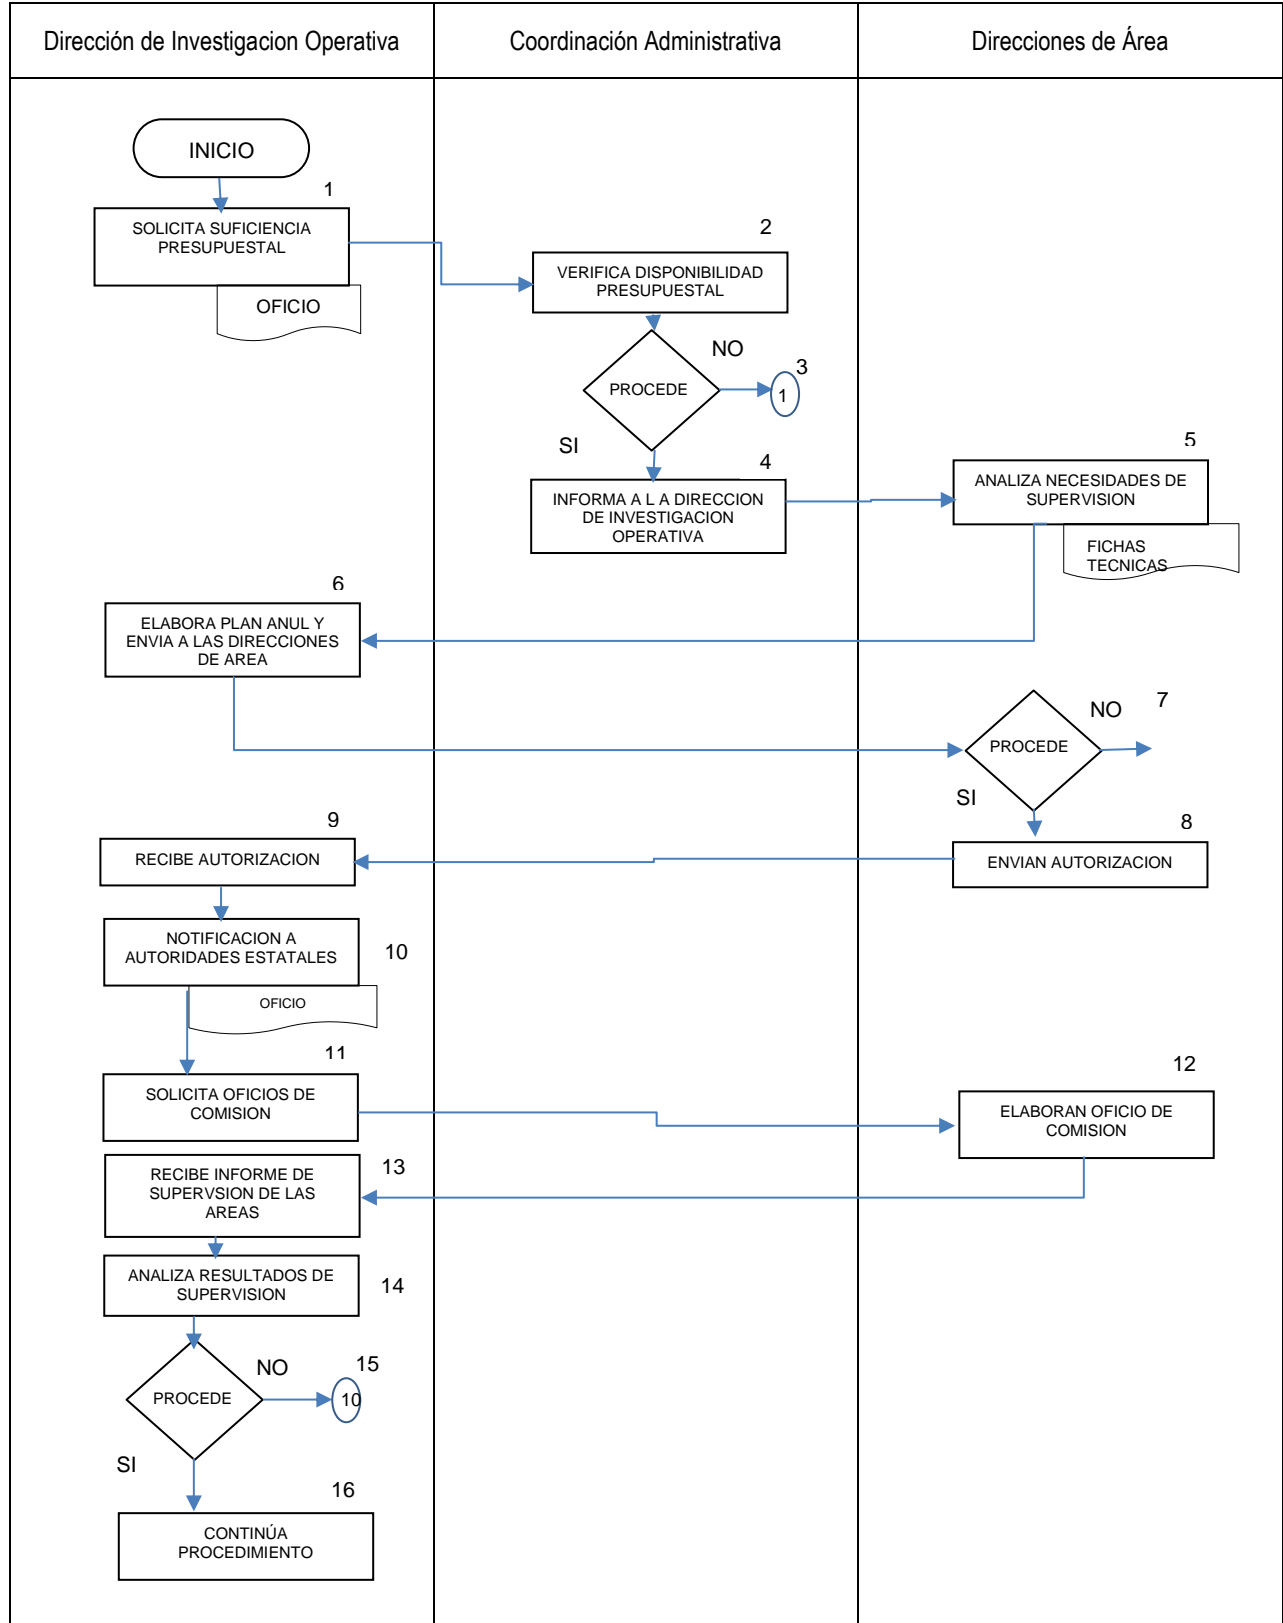 Dirección de Investigacion Operativa
Coordinación Administrativa
Direcciones de Área
INICIO
1
SOLICITA SUFICIENCIA
PRESUPUESTAL
OFICIO
2
VERIFICA DISPONIBILIDAD
PRESUPUESTAL
PROCEDE
NO
3
1
SI
4
INFORMA A L A DIRECCION
DE INVESTIGACION
OPERATIVA
5
ANALIZA NECESIDADES DE
SUPERVISION
FICHAS
TECNICAS
6
ELABORA PLAN ANUL Y
ENVIA A LAS DIRECCIONES
DE AREA
PROCEDE
NO
7
SI
8
ENVIAN AUTORIZACION
9
RECIBE AUTORIZACION
NOTIFICACION A
AUTORIDADES ESTATALES
10
OFICIO
11
SOLICITA OFICIOS DE
COMISION
12
ELABORAN OFICIO DE
COMISION
13
RECIBE INFORME DE
SUPERVSION DE LAS
AREAS
ANALIZA RESULTADOS DE
SUPERVISION
14
PROCEDE
NO
15
10
SI
16
CONTINÚA
PROCEDIMIENTO